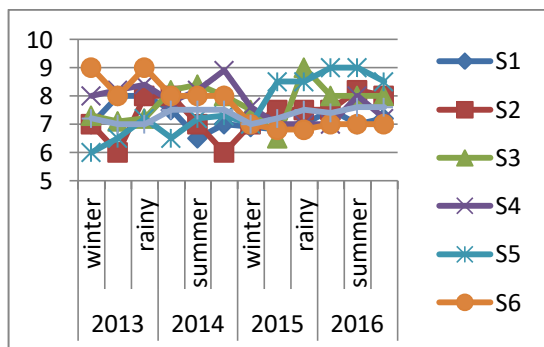 10
9
8
7
6
5
winter
rainy
summer
winter
rainy
summer
2013
2014
2015
2016
S1
S2
S3
S4
S5
S6